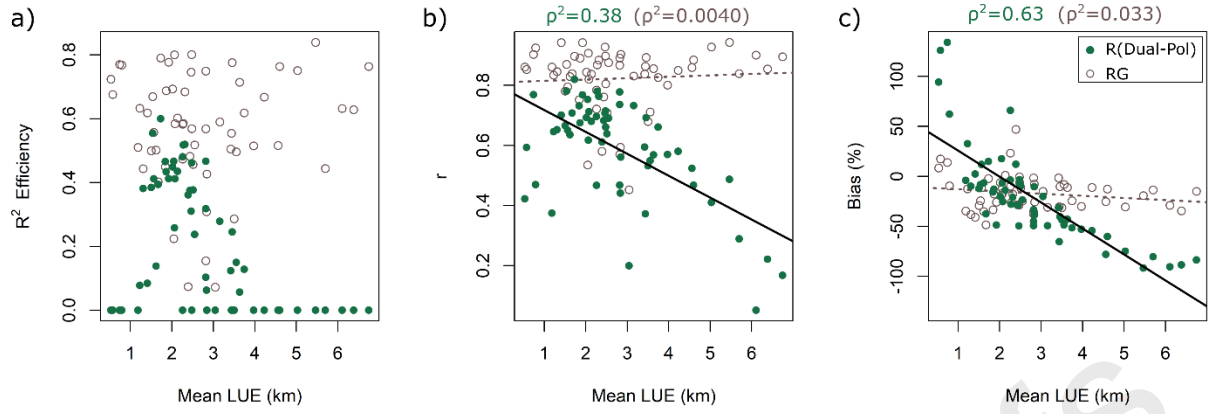 a)
R² Efficiency
0.0 0.2 0.4 0.6 0.8
1 2 3 4 5 6
Mean LUE (km)
b)
ρ²=0.38 (ρ²=0.0040)
r
0.2 0.4 0.6 0.8
1 2 3 4 5 6
Mean LUE (km)
c)
ρ²=0.63 (ρ²=0.033)
R(Dual-Pol)
RG
Bias (%)
-100 -50 0 50 100
1 2 3 4 5 6
Mean LUE (km)